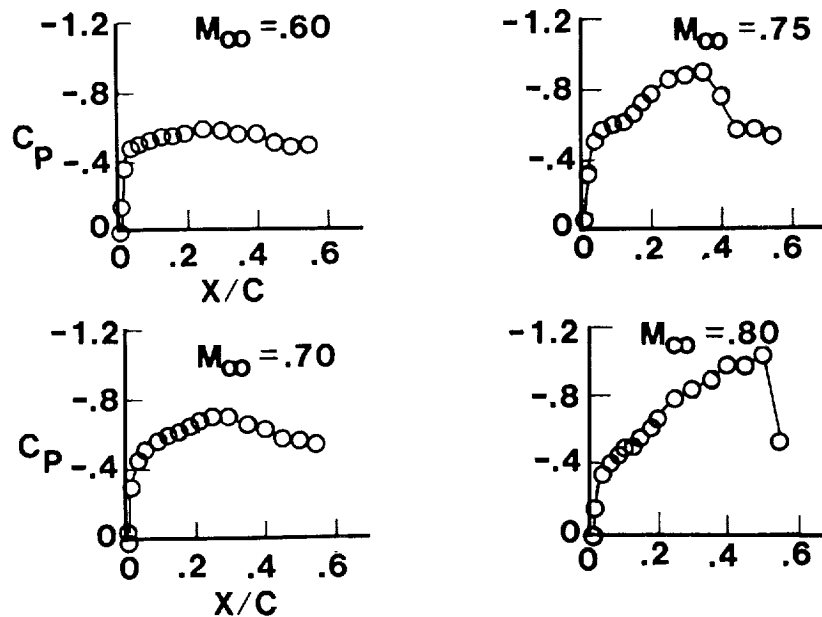 -1.2 M∞ =.60
-.8
CP -.4
0
0 .2 .4 .6
X/C
-1.2 M∞ =.75
-.8
-.4
0
0 .2 .4 .6
-1.2 M∞ =.70
-.8
CP -.4
0
0 .2 .4 .6
X/C
-1.2 M∞ =.80
-.8
-.4
0
0 .2 .4 .6